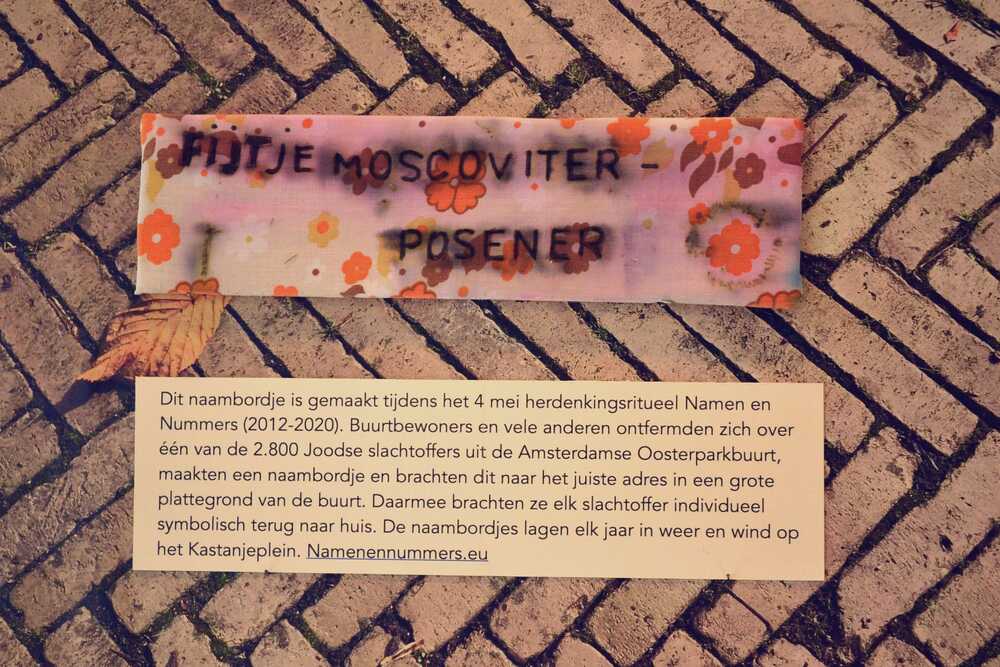 FIJTJE MOSCOVITER -
POSENER
Dit naambordje is gemaakt tijdens het 4 mei herdenkingsritueel Namen en
Nummers (2012-2020). Buurtbewoners en vele anderen ontfermden zich over
één van de 2.800 Joodse slachtoffers uit de Amsterdamse Oosterparkbuurt,
maakten een naambordje en brachten dit naar het juiste adres in een grote
plattegrond van de buurt. Daarmee brachten ze elk slachtoffer individueel
symbolisch terug naar huis. De naambordjes lagen elk jaar in weer en wind op
het Kastanjeplein. Namenennummers.eu